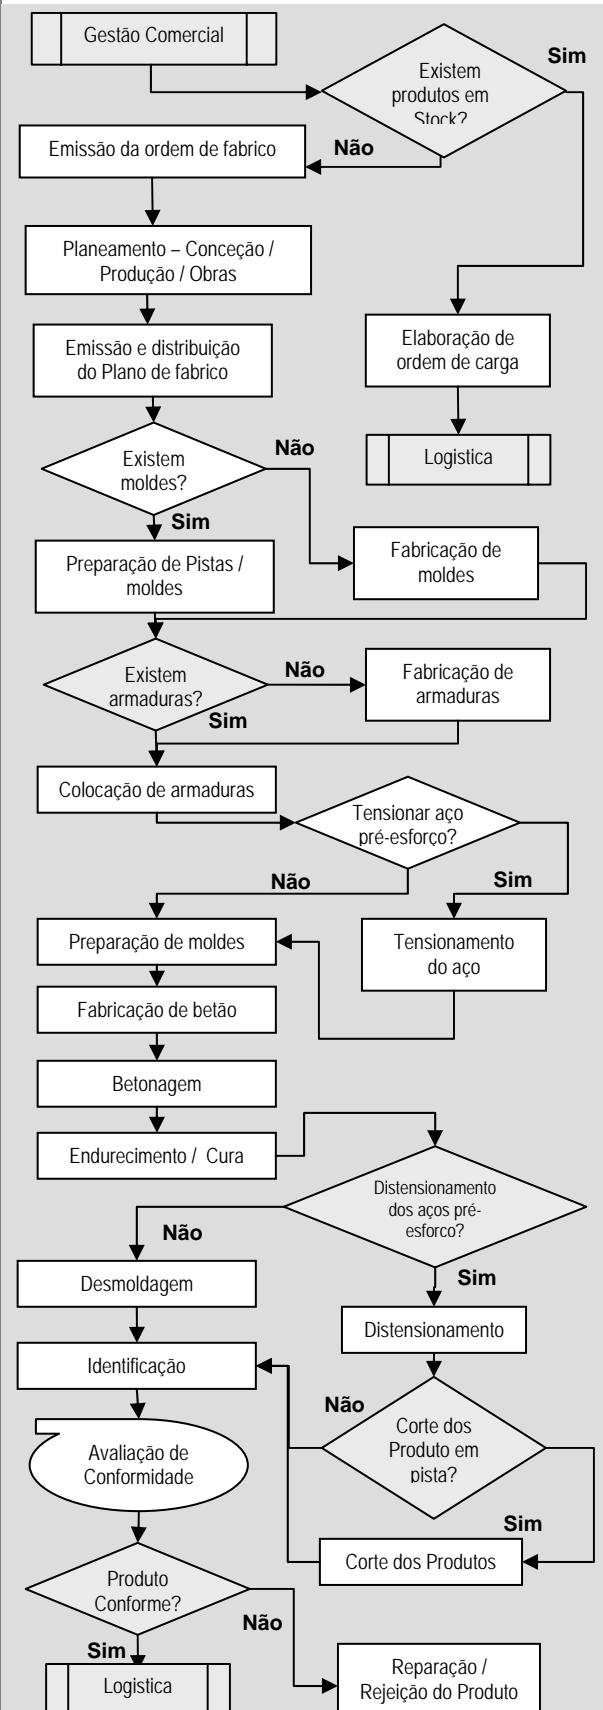 Gestão Comercial
Sim
Existem
produtos em
Stock?
Emissão da ordem de fabrico
Não
Planeamento – Conceção /
Produção / Obras
Elaboração de
ordem de carga
Emissão e distribuição
do Plano de fabrico
Não
Logistica
Existem
moldes?
Sim
Fabricação de
moldes
Preparação de Pistas /
moldes
Não
Existem
armaduras?
Fabricação de
armaduras
Sim
Colocação de armaduras
Tensionar aço
pré-esforço?
Não
Sim
Preparação de moldes
Tensionamento
do aço
Fabricação de betão
Betonagem
Endurecimento / Cura
Distensionamento
dos aços pré-
esforco?
Não
Desmoldagem
Sim
Distensionamento
Identificação
Não
Corte dos
Produto em
pista?
Avaliação de
Conformidade
Sim
Corte dos Produtos
Produto
Conforme?
Não
Sim
Logistica
Reparação /
Rejeição do Produto